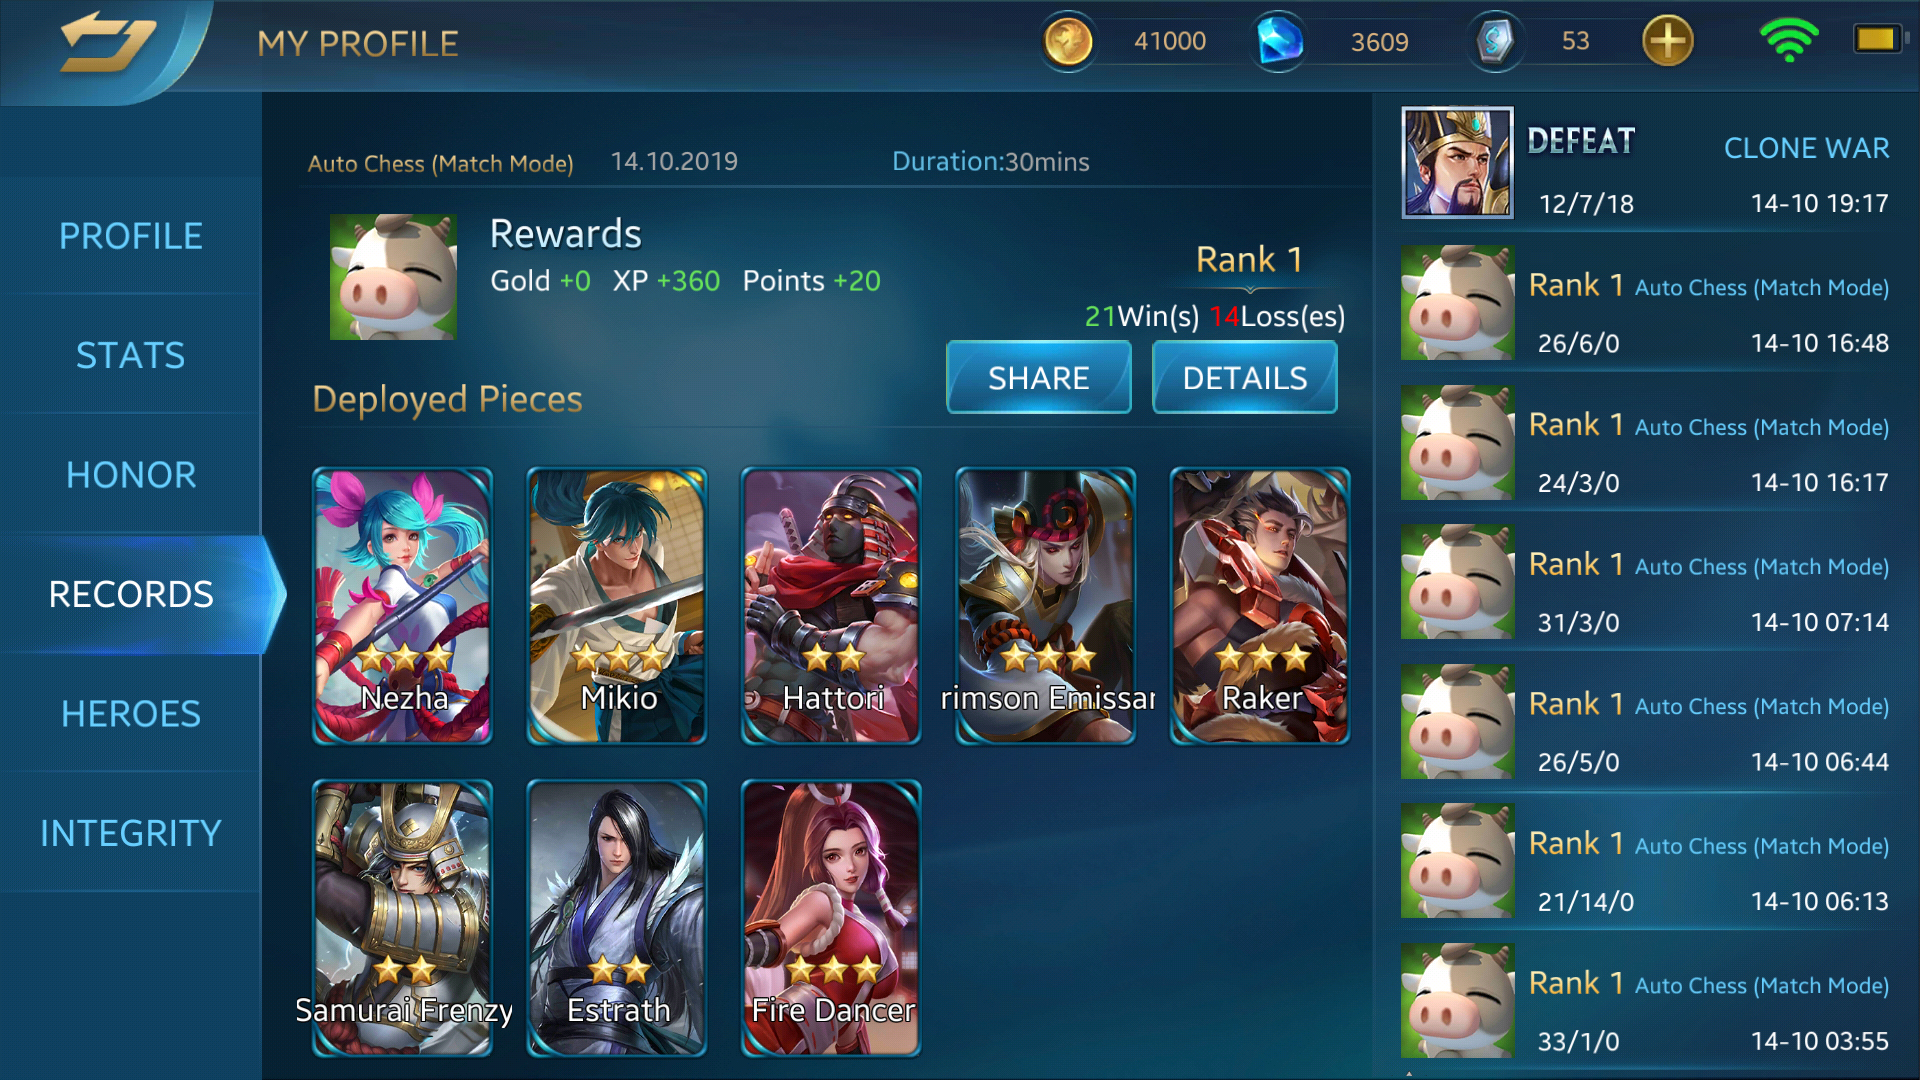 MY PROFILE
41000
3609
53
PROFILE
STATS
HONOR
RECORDS
HEROES
INTEGRITY
Auto Chess (Match Mode) 14.10.2019 Duration:30mins
Rewards
Gold +0 XP +360 Points +20
Rank 1
21Win(s) 14Loss(es)
SHARE
DETAILS
Deployed Pieces
Nezha
Mikio
Hattori
rimson Emissar
Raker
Samurai Frenzy
Estrath
Fire Dancer
DEFEAT CLONE WAR
12/7/18 14-10 19:17
Rank 1 Auto Chess (Match Mode)
26/6/0 14-10 16:48
Rank 1 Auto Chess (Match Mode)
24/3/0 14-10 16:17
Rank 1 Auto Chess (Match Mode)
31/3/0 14-10 07:14
Rank 1 Auto Chess (Match Mode)
26/5/0 14-10 06:44
Rank 1 Auto Chess (Match Mode)
21/14/0 14-10 06:13
Rank 1 Auto Chess (Match Mode)
33/1/0 14-10 03:55